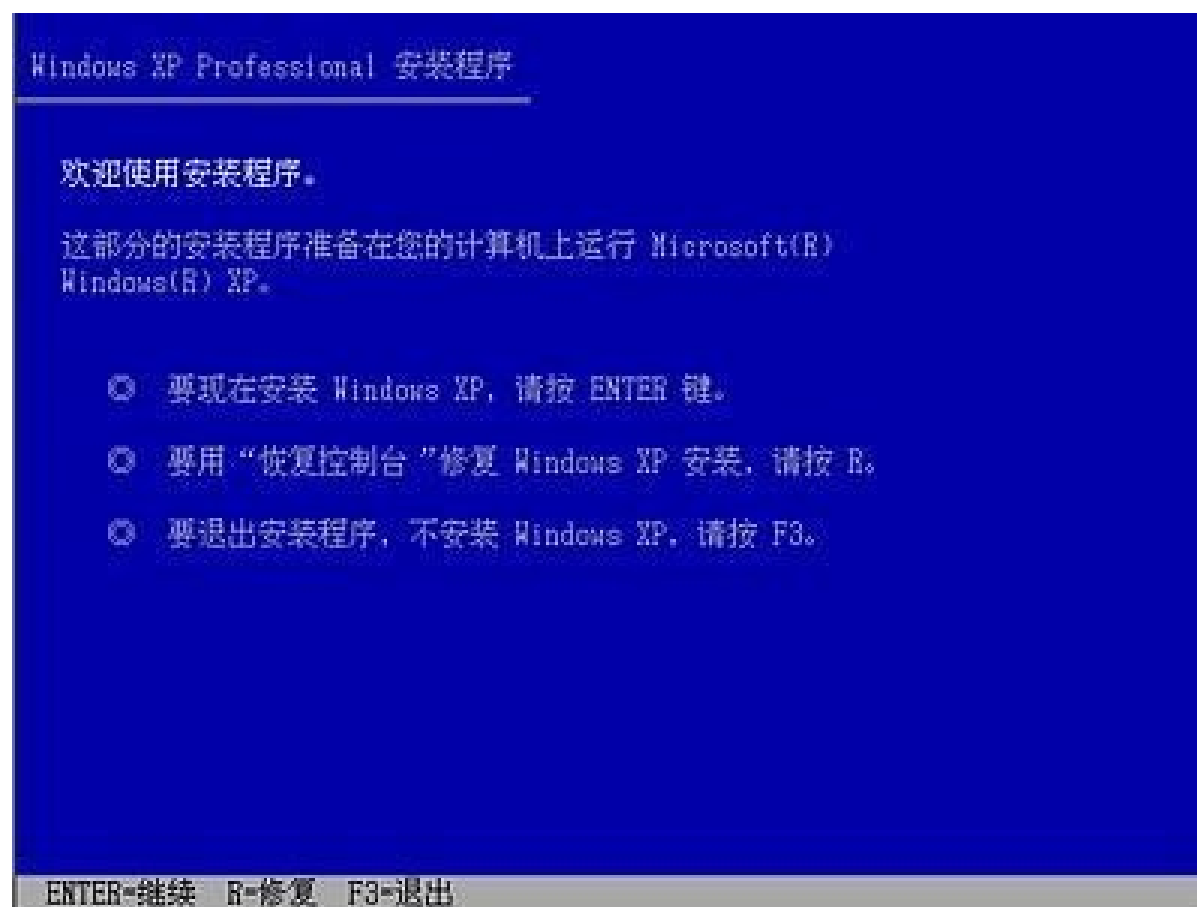 Windows XP Professional 安装程序
欢迎使用安装程序。
这部分的安装程序准备在您的计算机上运行 Microsoft(R)
Windows(R) XP。
◎ 要现在安装 Windows XP, 请按 ENTER 键。
◎ 要用“恢复控制台”修复 Windows XP 安装, 请按 R。
◎ 要退出安装程序, 不安装 Windows XP, 请按 F3。
ENTER=继续 R=修复 F3=退出